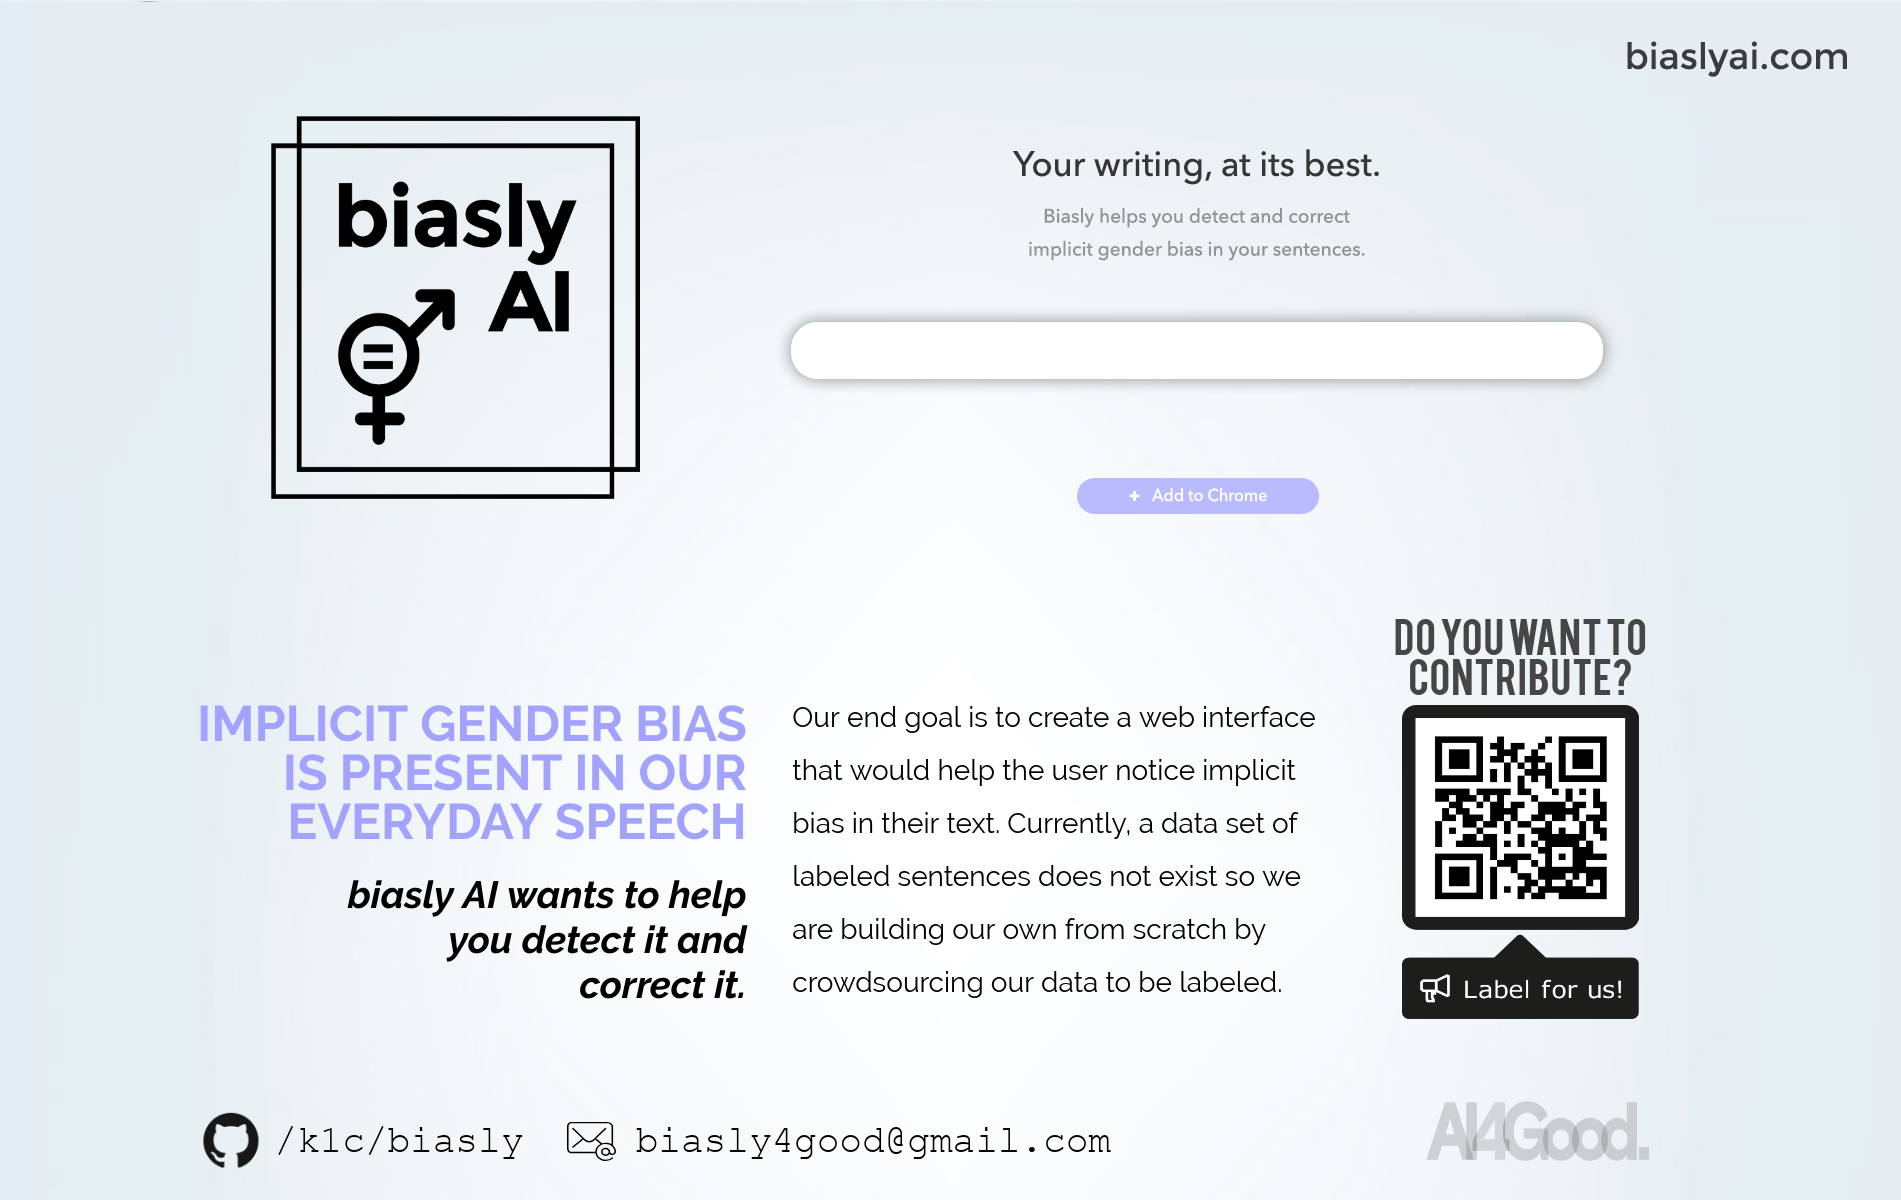 biaslyai.com
biasly
AI
Your writing, at its best.
Biasly helps you detect and correct
implicit gender bias in your sentences.
+ Add to Chrome
IMPLICIT GENDER BIAS
IS PRESENT IN OUR
EVERYDAY SPEECH
biasly AI wants to help
you detect it and
correct it.
Our end goal is to create a web interface
that would help the user notice implicit
bias in their text. Currently, a data set of
labeled sentences does not exist so we
are building our own from scratch by
crowdsourcing our data to be labeled.
DO YOU WANT TO
CONTRIBUTE?
Label for us!
/k1c/biasly
biasly4good@gmail.com
AI4Good.